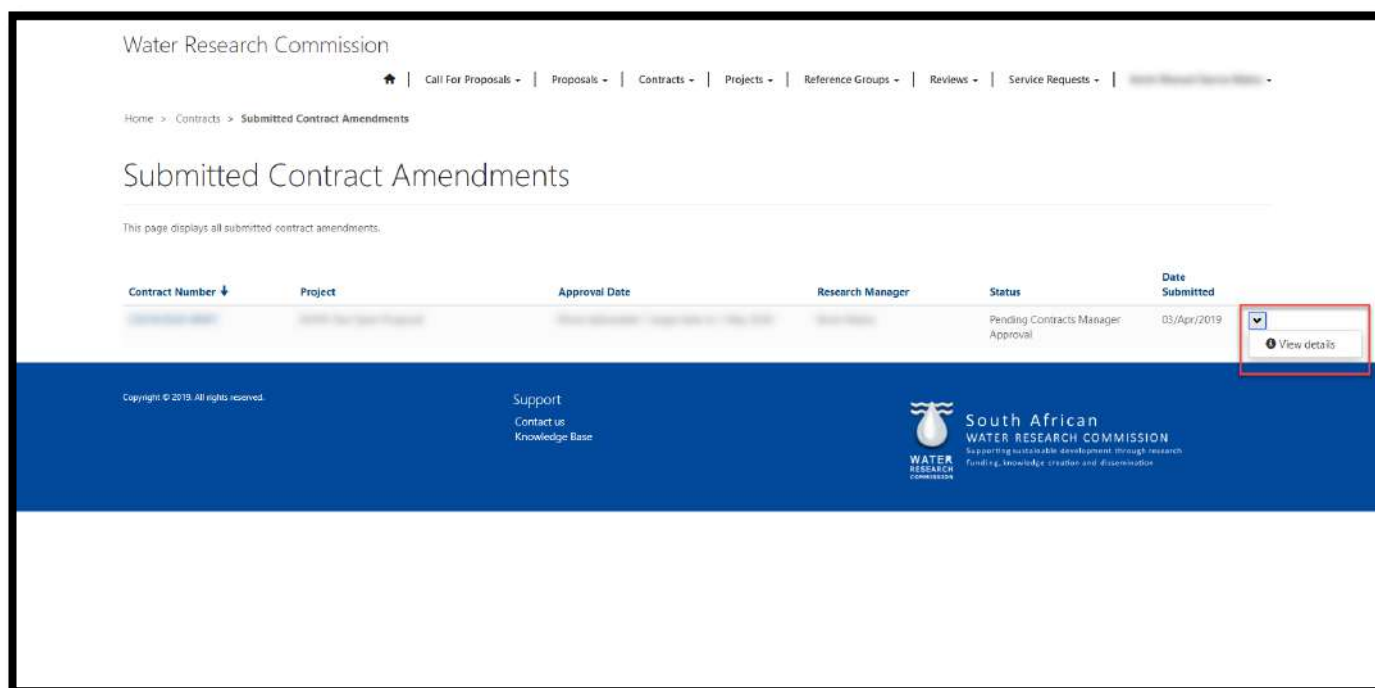 Water Research Commission
Call For Proposals | Proposals | Contracts | Projects | Reference Groups | Reviews | Service Requests |
Home > Contracts > Submitted Contract Amendments
Submitted Contract Amendments
This page displays all submitted contract amendments.
Contract Number Project Approval Date Research Manager Status Date Submitted
Pending Contracts Manager 03/Apr/2019
Approval
View details
Copyright © 2019. All rights reserved.
Support
Contact us
Knowledge Base
WATER
RESEARCH
COMMISSION
South African
WATER RESEARCH COMMISSION
Supporting sustainable development through research
funding, knowledge creation and dissemination